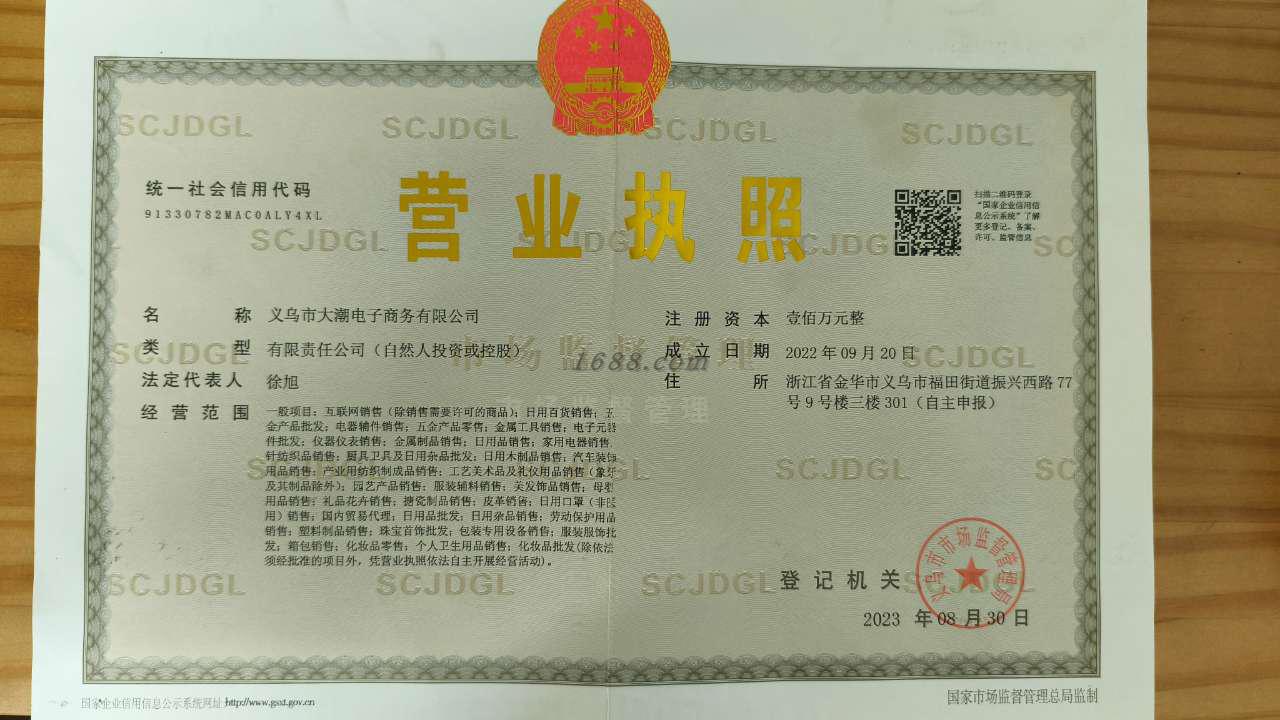 营业执照
统一社会信用代码
91330782MAC0ALY4XL
扫描二维码登录
“国家企业信用信
息公示系统”了解
更多登记、备案、
许可、监管信息
名称 义乌市大潮电子商务有限公司
类型 有限责任公司（自然人投资或控股）
法定代表人 徐旭
经营范围 一般项目：互联网销售（除销售需要许可的商品）；日用百货销售；五
金产品批发；电器辅件销售；五金产品零售；金属工具销售；电子元器
件批发；仪器仪表销售；金属制品销售；日用品销售；家用电器销售；
针纺织品销售；厨具卫具及日用杂品批发；日用木制品销售；汽车装饰
用品销售；产业用纺织制成品销售；工艺美术品及礼仪用品销售（象牙
及其制品除外）；园艺产品销售；服装辅料销售；美发饰品销售；母婴
用品销售；礼品花卉销售；搪瓷制品销售；皮革销售；日用口罩（非医
用）销售；国内贸易代理；日用品批发；日用杂品销售；劳动保护用品
销售；塑料制品销售；珠宝首饰批发；包装专用设备销售；服装服饰批
发；箱包销售；化妆品零售；个人卫生用品销售；化妆品批发(除依法
须经批准的项目外，凭营业执照依法自主开展经营活动)。
注册资本 壹佰万元整
成立日期 2022年09月20日
住所 浙江省金华市义乌市福田街道振兴西路77
号9号楼三楼301（自主申报）
1688.com
市场监督管理
市场监督管理
SCJDGL SCJDGL SCJDGL SCJDGL
登记机关
义乌市市场监督管理局
2023年08月30日
国家企业信用信息公示系统网址：http://www.gsxt.gov.cn
国家市场监督管理总局监制